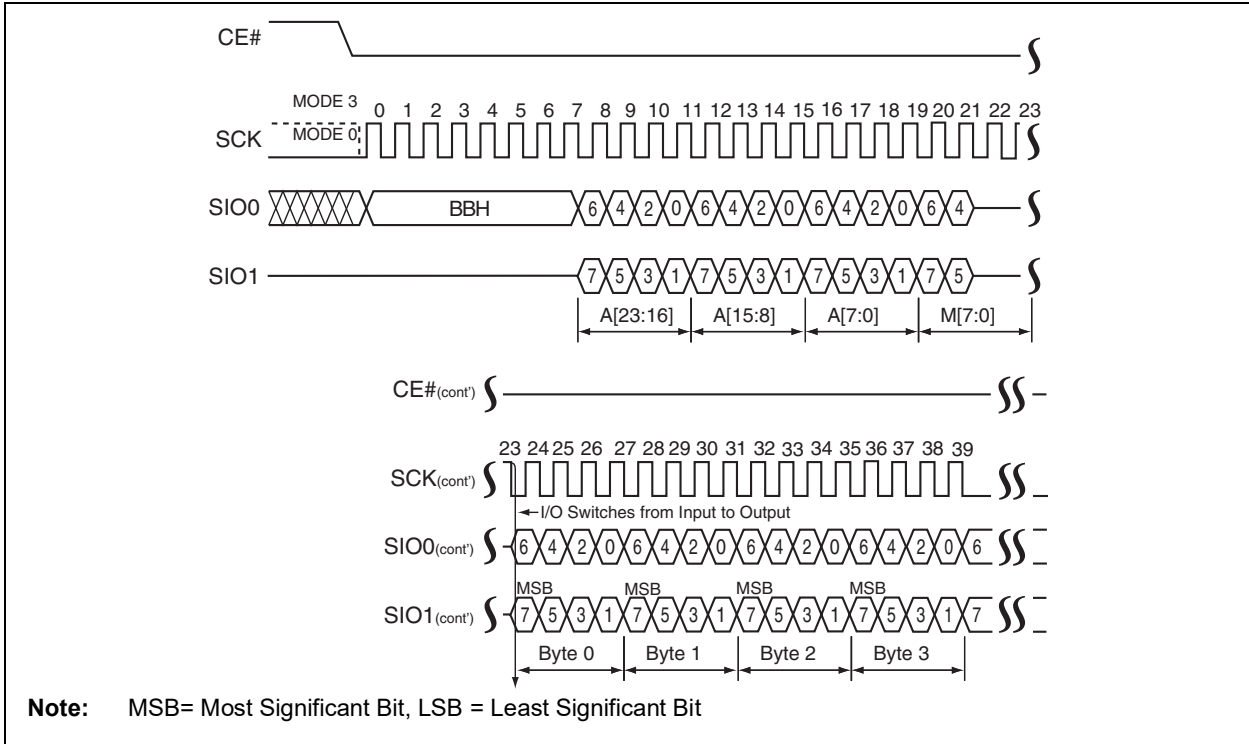 CE#
MODE 3
0 1 2 3 4 5 6 7 8 9 10 11 12 13 14 15 16 17 18 19 20 21 22 23
SCK
MODE 0
SIO0
BBH
6 4 2 0 6 4 2 0 6 4 2 0 6 4
SIO1
7 5 3 1 7 5 3 1 7 5 3 1 7 5
A[23:16] A[15:8] A[7:0] M[7:0]
CE#(cont')
23 24 25 26 27 28 29 30 31 32 33 34 35 36 37 38 39
SCK(cont')
I/O Switches from Input to Output
SIO0(cont')
6 4 2 0 6 4 2 0 6 4 2 0 6 4 2 0 6
MSB MSB MSB MSB
SIO1(cont')
7 5 3 1 7 5 3 1 7 5 3 1 7 5 3 1 7
Byte 0 Byte 1 Byte 2 Byte 3
Note: MSB= Most Significant Bit, LSB = Least Significant Bit